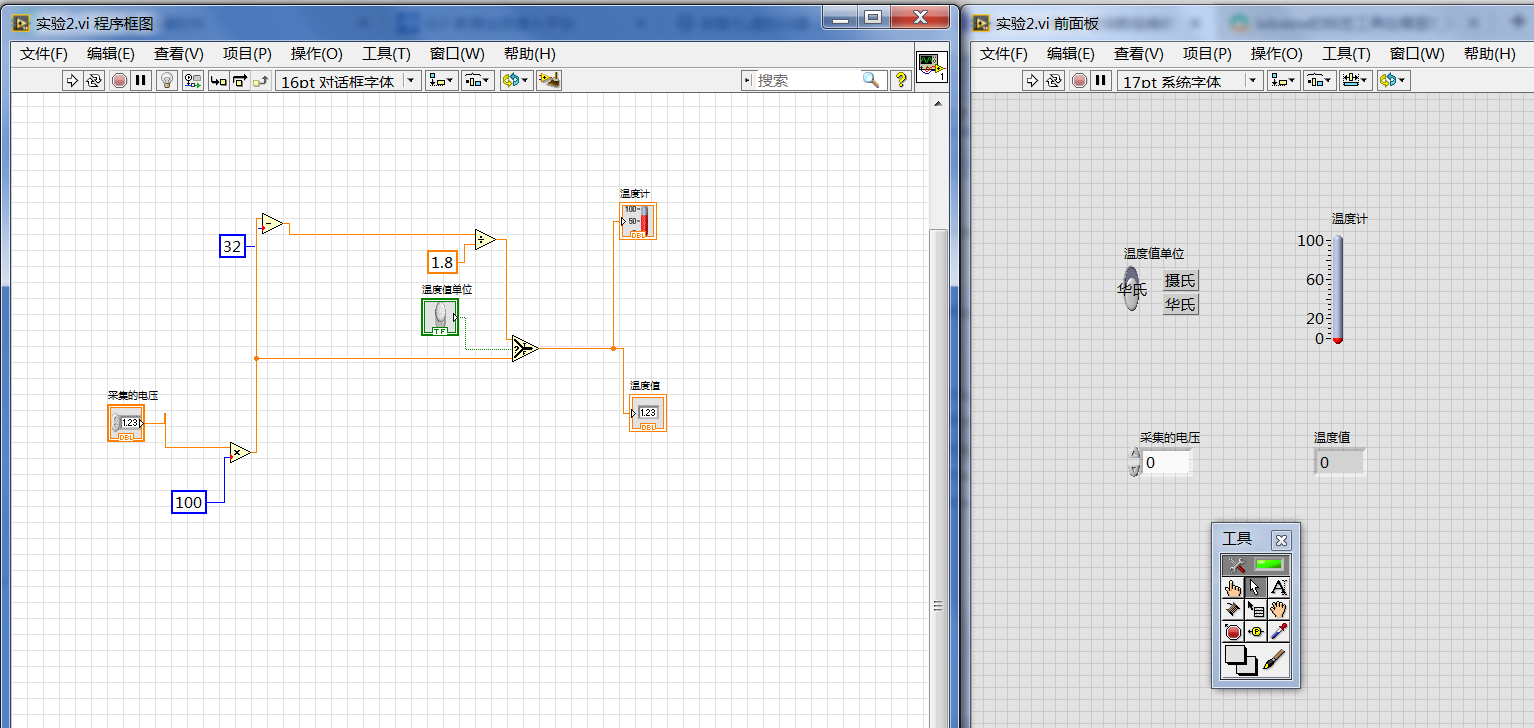 实验2.vi 程序框图
文件(F) 编辑(E) 查看(V) 项目(P) 操作(O) 工具(T) 窗口(W) 帮助(H)
16pt 对话框字体
搜索
?
1
温度计
100
50
DBL
32
1.8
温度值单位
TF
采集的电压
1.23
DBL
温度值
1.23
DBL
100
实验2.vi 前面板
文件(F) 编辑(E) 查看(V) 项目(P) 操作(O) 工具(T) 窗口(W) 帮助(H)
17pt 系统字体
温度计
100
60
20
0
温度值单位
华氏
摄氏
华氏
采集的电压
0
温度值
0
工具